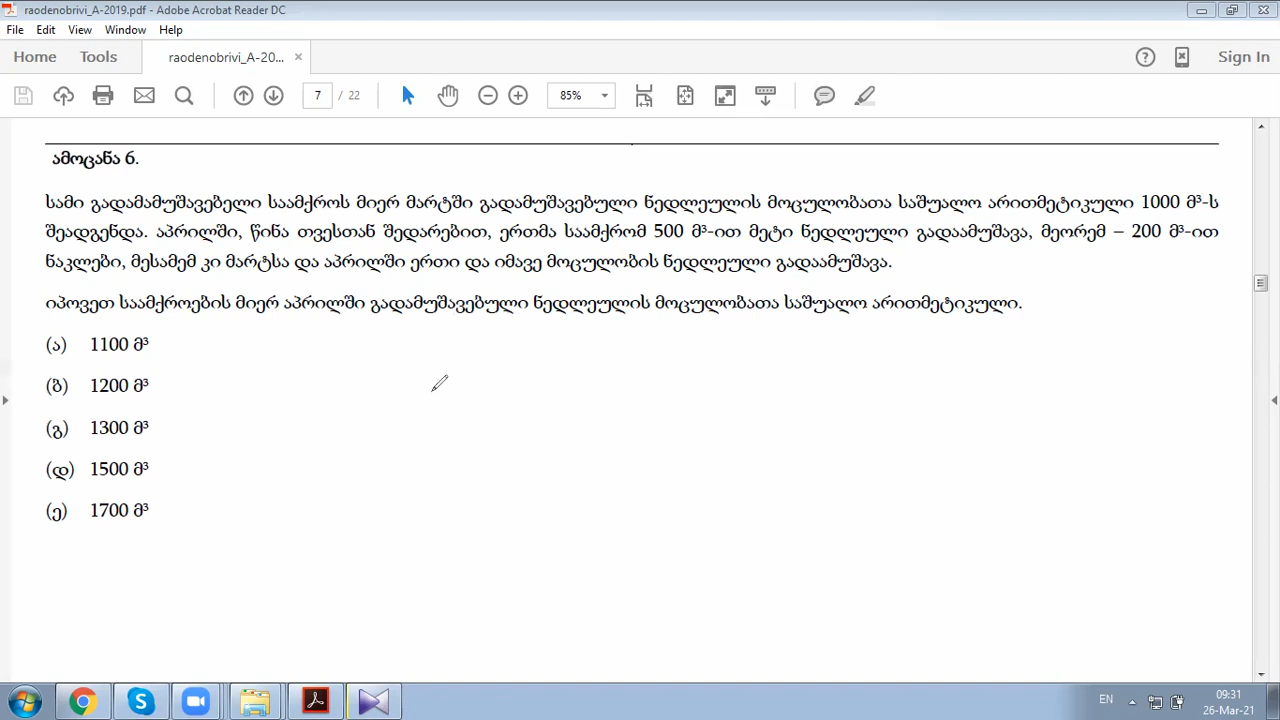 raodenobrivi_A-2019.pdf - Adobe Acrobat Reader DC
File Edit View Window Help
Home Tools raodenobrivi_A-20... × Sign In
7 / 22 85%
ამოცანა 6.
სამი გადამამუშავებელი საამქროს მიერ მარტში გადამუშავებული ნედლეულის მოცულობათა საშუალო არითმეტიკული 1000 მ³-ს
შეადგენდა. აპრილში, წინა თვესთან შედარებით, ერთმა საამქრომ 500 მ³-ით მეტი ნედლეული გადაამუშავა, მეორემ – 200 მ³-ით
ნაკლები, მესამემ კი მარტსა და აპრილში ერთი და იმავე მოცულობის ნედლეული გადაამუშავა.
იპოვეთ საამქროების მიერ აპრილში გადამუშავებული ნედლეულის მოცულობათა საშუალო არითმეტიკული.
(ა) 1100 მ³
(ბ) 1200 მ³
(გ) 1300 მ³
(დ) 1500 მ³
(ე) 1700 მ³
EN 09:31
26-Mar-21